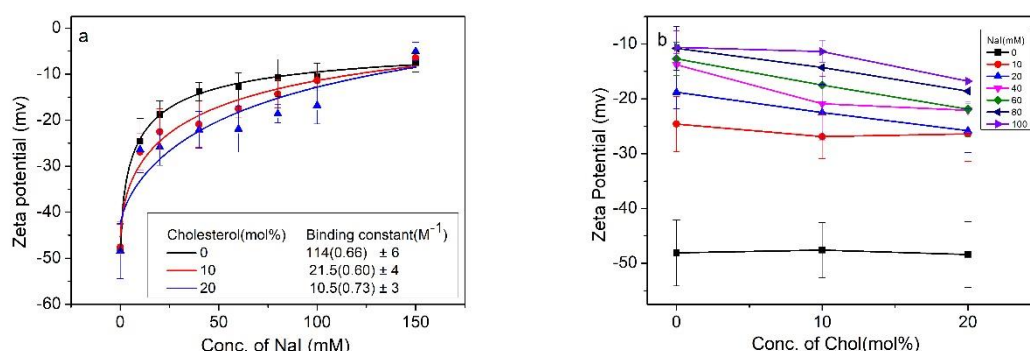 a
0
-10
-20
-30
-40
-50
-60
Zeta potential (mv)
Cholesterol(mol%) Binding constant(M⁻¹)
0 114(0.66) ± 6
10 21.5(0.60) ± 4
20 10.5(0.73) ± 3
0 50 100 150
Conc. of NaI (mM)
b
-10
-20
-30
-40
-50
Zeta Potential (mv)
NaI(mM)
0
10
20
40
60
80
100
0 10 20
Conc. of Chol(mol%)